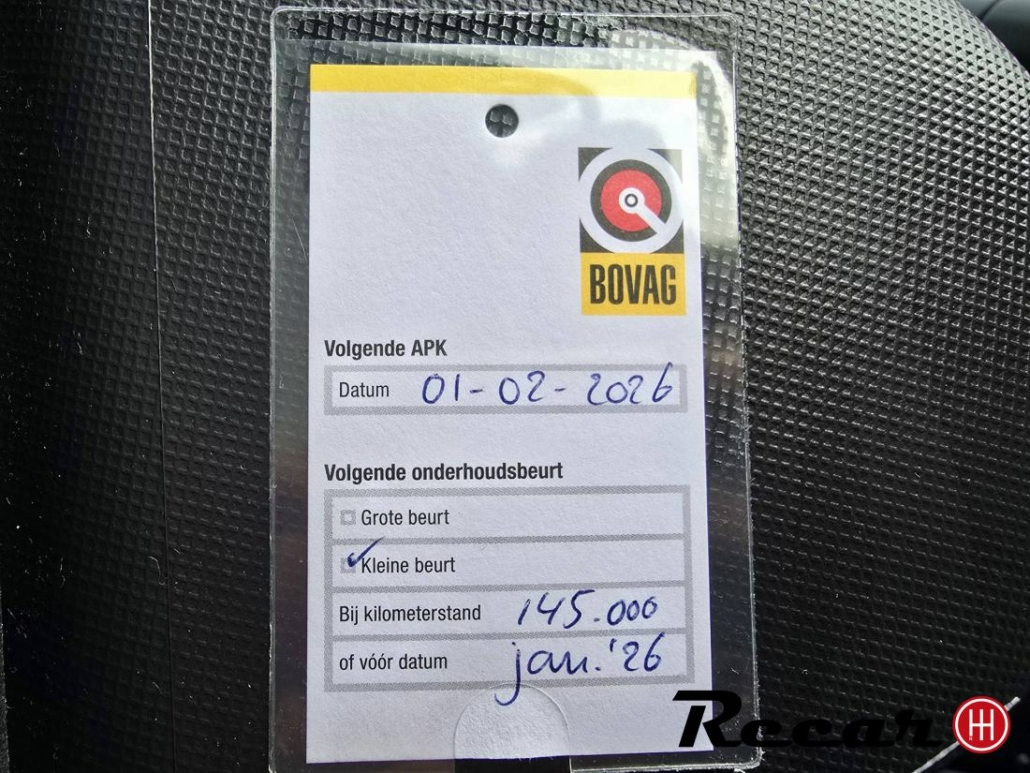 BOVAG
Volgende APK
Datum 01-02-2026
Volgende onderhoudsbeurt
Grote beurt
Kleine beurt
Bij kilometerstand 145.000
of vóór datum jan. '26
Recar